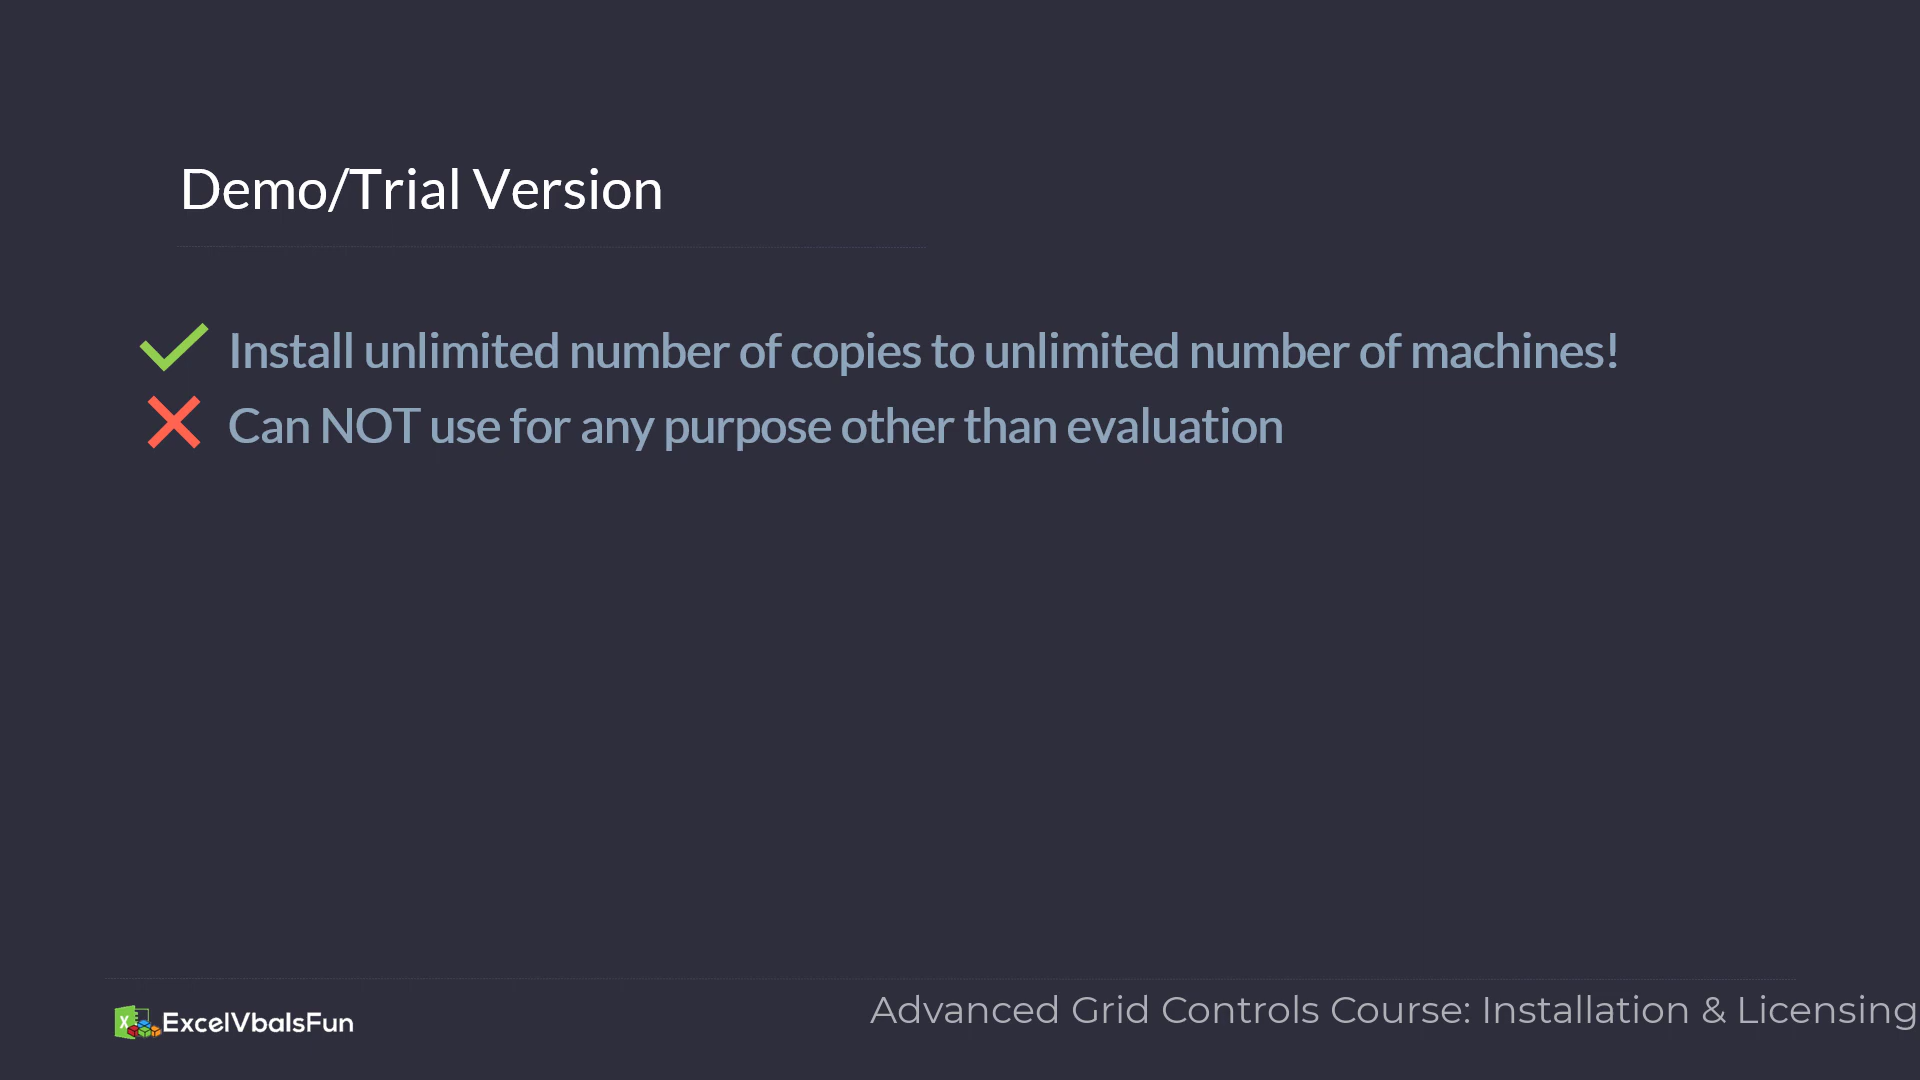 Demo/Trial Version
Install unlimited number of copies to unlimited number of machines!
Can NOT use for any purpose other than evaluation
ExcelVbaIsFun
Advanced Grid Controls Course: Installation & Licensing